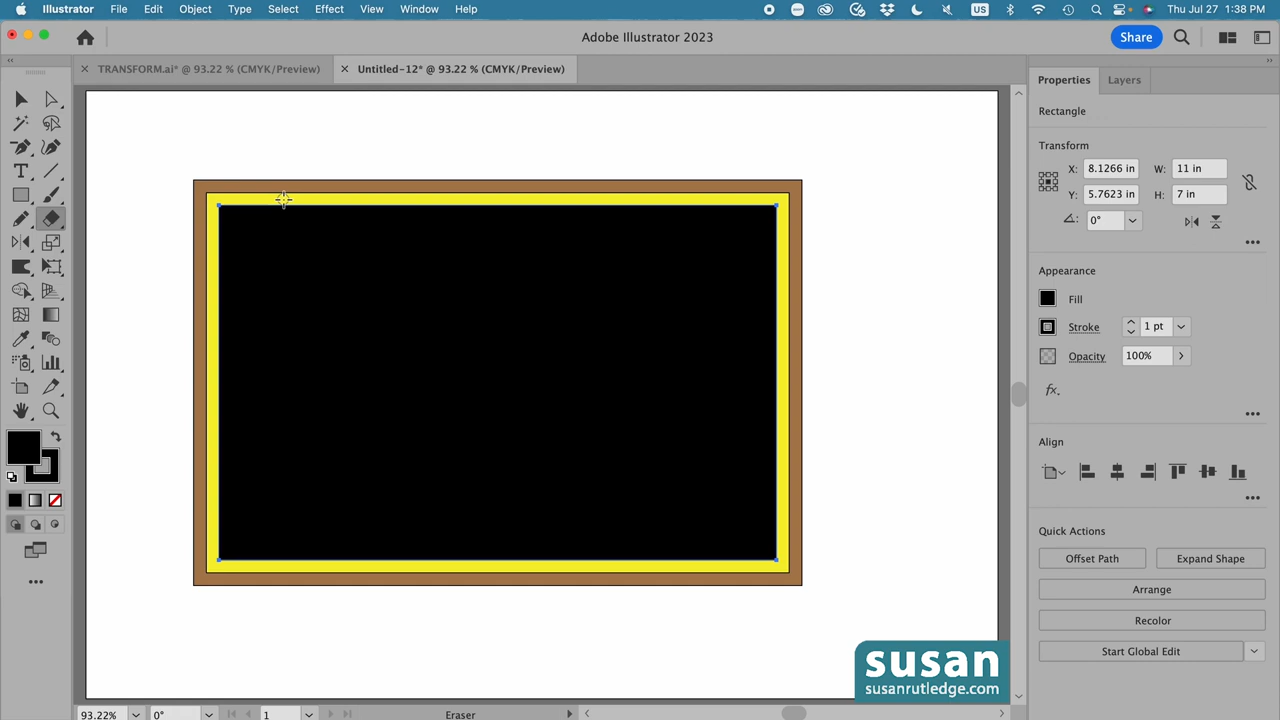 Illustrator File Edit Object Type Select Effect View Window Help US Thu Jul 27 1:38 PM
Adobe Illustrator 2023
Share
TRANSFORM.ai* @ 93.22 % (CMYK/Preview)
Untitled-12* @ 93.22 % (CMYK/Preview)
Properties Layers
Rectangle
Transform
X: 8.1266 in W: 11 in
Y: 5.7623 in H: 7 in
0°
Appearance
Fill
Stroke 1 pt
Opacity 100%
fx.
Align
Quick Actions
Offset Path Expand Shape
Arrange
Recolor
Start Global Edit
susan
susanrutledge.com
93.22% 0° 1 Eraser